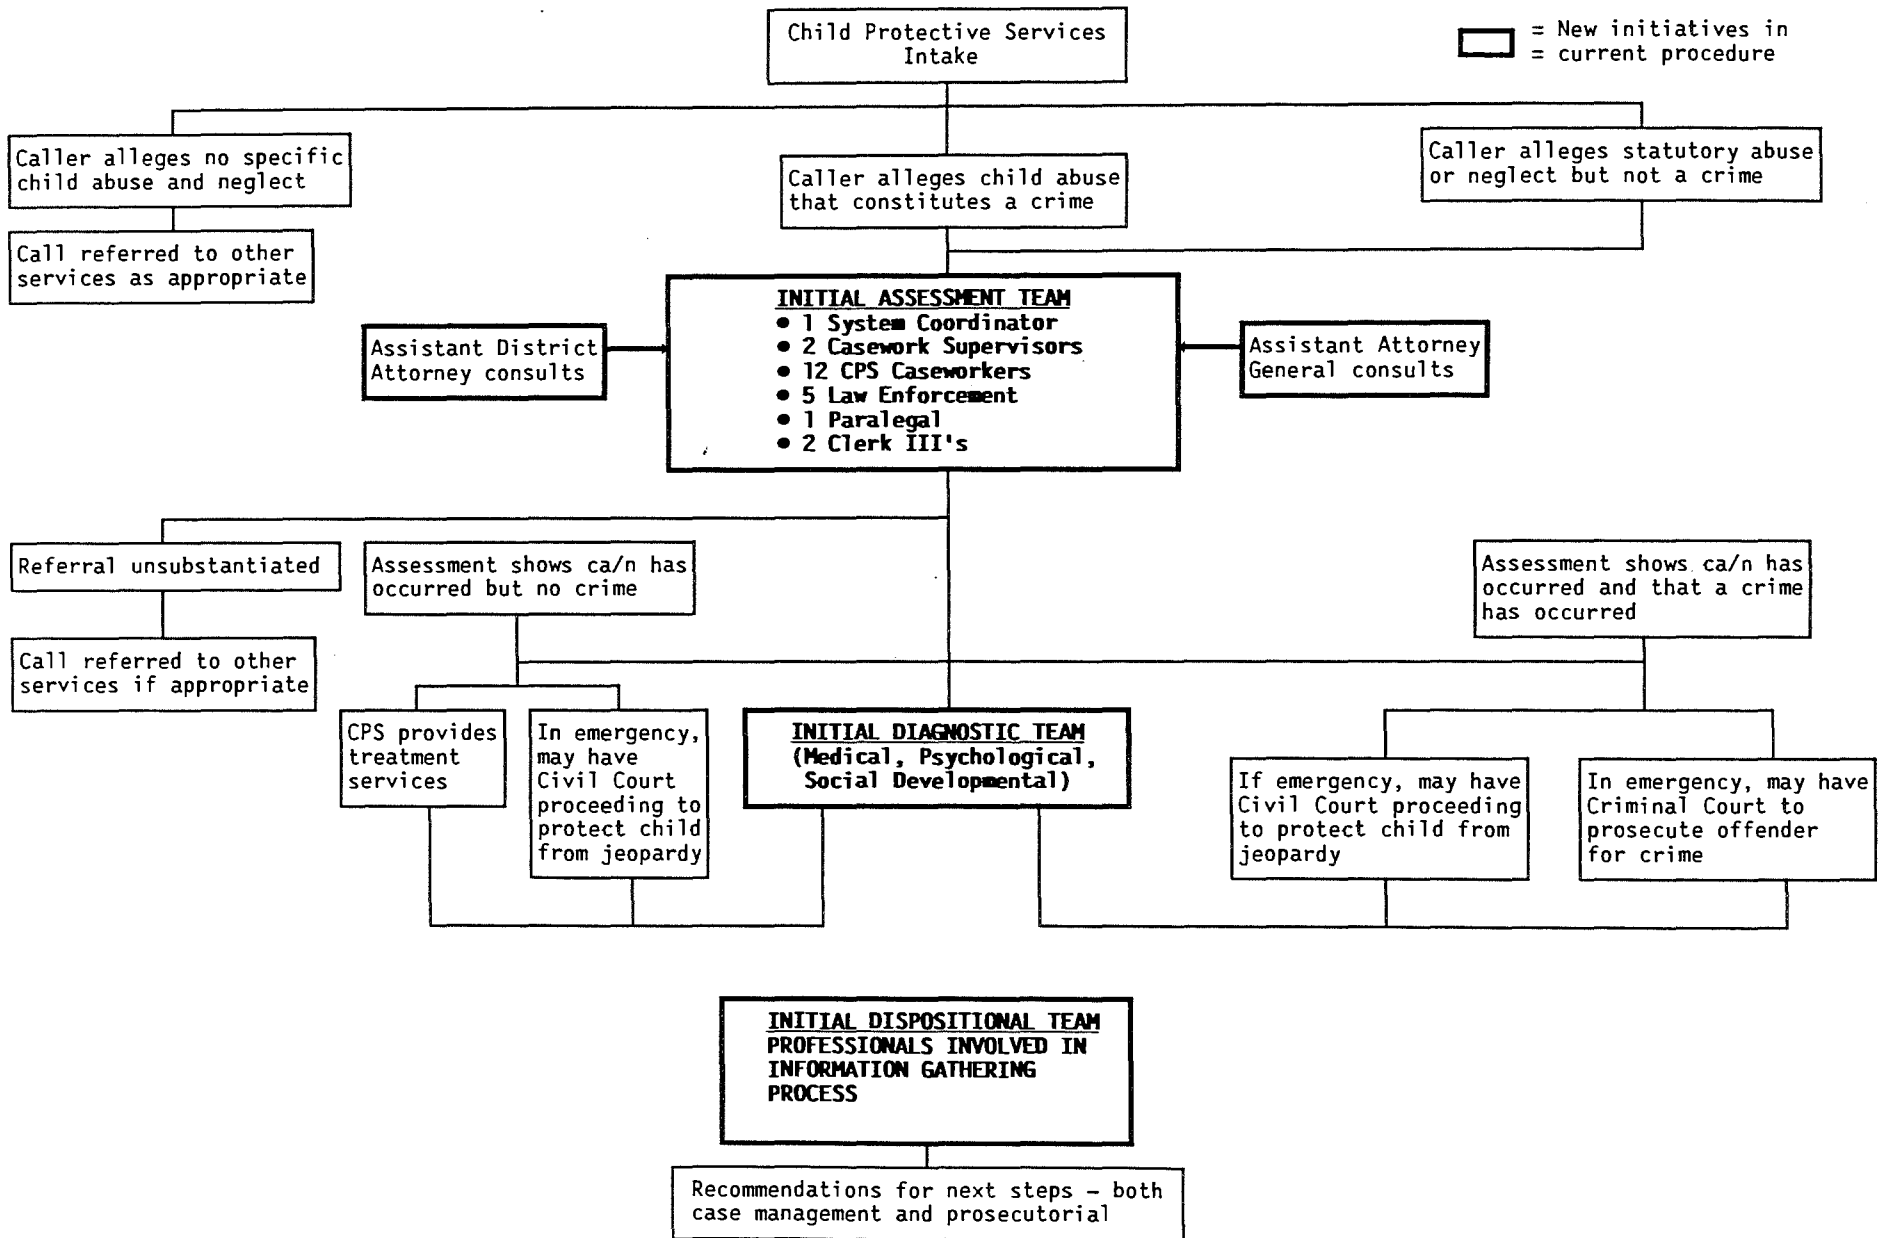 Child Protective Services
Intake
= New initiatives in
= current procedure
Caller alleges no specific
child abuse and neglect
Caller alleges child abuse
that constitutes a crime
Caller alleges statutory abuse
or neglect but not a crime
Call referred to other
services as appropriate
INITIAL ASSESSMENT TEAM
● 1 System Coordinator
● 2 Casework Supervisors
● 12 CPS Caseworkers
● 5 Law Enforcement
● 1 Paralegal
● 2 Clerk III's
Assistant District
Attorney consults
Assistant Attorney
General consults
Referral unsubstantiated
Assessment shows ca/n has
occurred but no crime
Assessment shows ca/n has
occurred and that a crime
has occurred
Call referred to other
services if appropriate
CPS provides
treatment
services
In emergency,
may have
Civil Court
proceeding to
protect child
from jeopardy
INITIAL DIAGNOSTIC TEAM
(Medical, Psychological,
Social Developmental)
If emergency, may have
Civil Court proceeding
to protect child from
jeopardy
In emergency, may have
Criminal Court to
prosecute offender
for crime
INITIAL DISPOSITIONAL TEAM
PROFESSIONALS INVOLVED IN
INFORMATION GATHERING
PROCESS
Recommendations for next steps – both
case management and prosecutorial